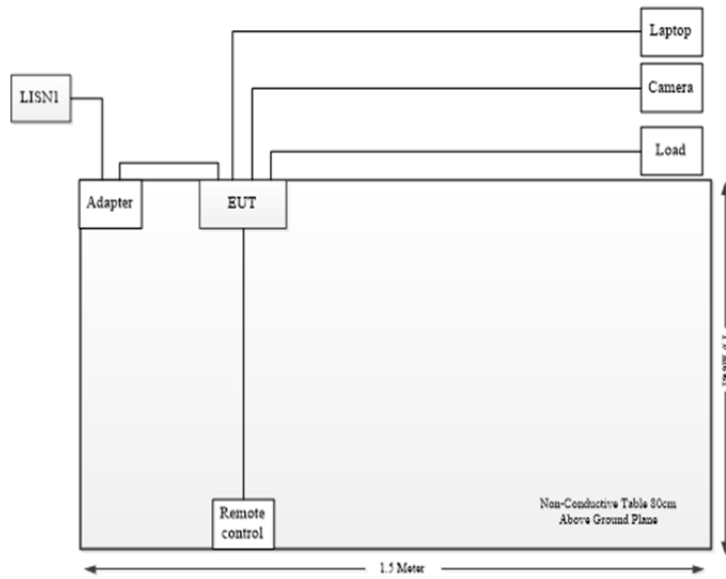 Laptop
Camera
LISN1
Load
Adapter
EUT
Remote
control
Non-Conductive Table 80cm
Above Ground Plane
1.5 Meter